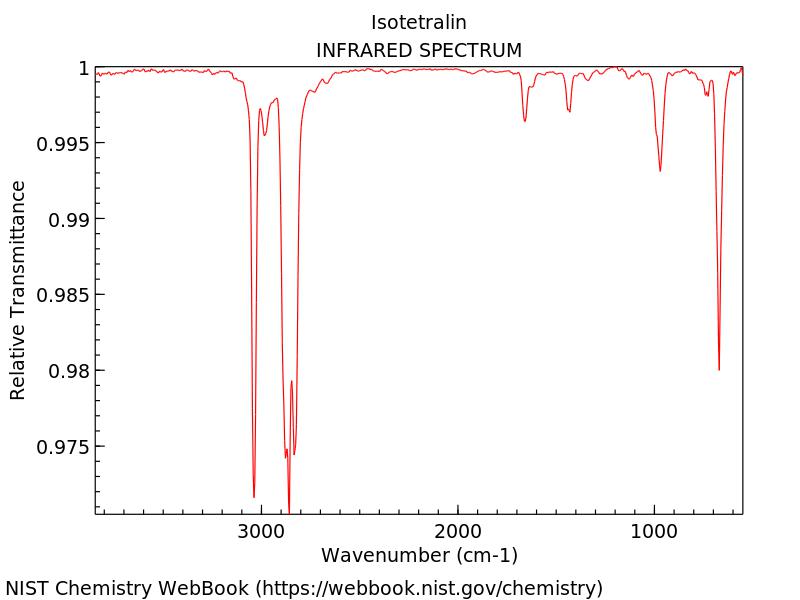 Isotetralin
INFRARED SPECTRUM
1
0.995
0.99
0.985
0.98
0.975
Relative Transmittance
3000 2000 1000
Wavenumber (cm-1)
NIST Chemistry WebBook (https://webbook.nist.gov/chemistry)